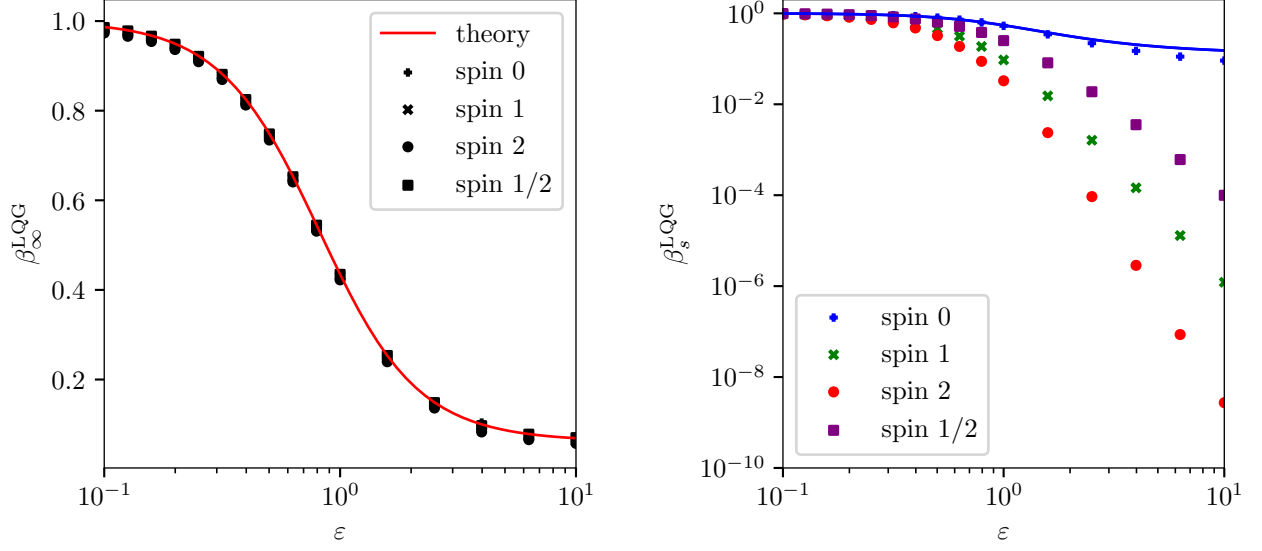 1.0
0.8
0.6
0.4
0.2
β∞^LQG
10⁻¹
10⁰
10¹
ε
theory
spin 0
spin 1
spin 2
spin 1/2
10⁰
10⁻²
10⁻⁴
10⁻⁶
10⁻⁸
10⁻¹⁰
βₛ^LQG
10⁻¹
10⁰
10¹
ε
spin 0
spin 1
spin 2
spin 1/2